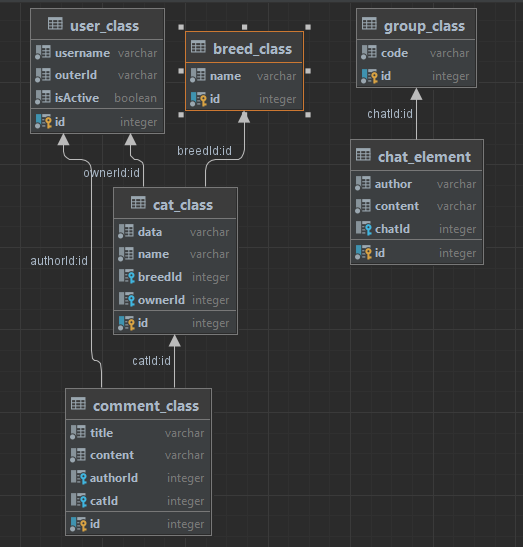 user_class
username varchar
outerId varchar
isActive boolean
id integer
breed_class
name varchar
id integer
group_class
code varchar
id integer
chatId:id
chat_element
author varchar
content varchar
chatId integer
id integer
ownerId:id
breedId:id
cat_class
data varchar
name varchar
breedId integer
ownerId integer
id integer
authorId:id
catId:id
comment_class
title varchar
content varchar
authorId integer
catId integer
id integer